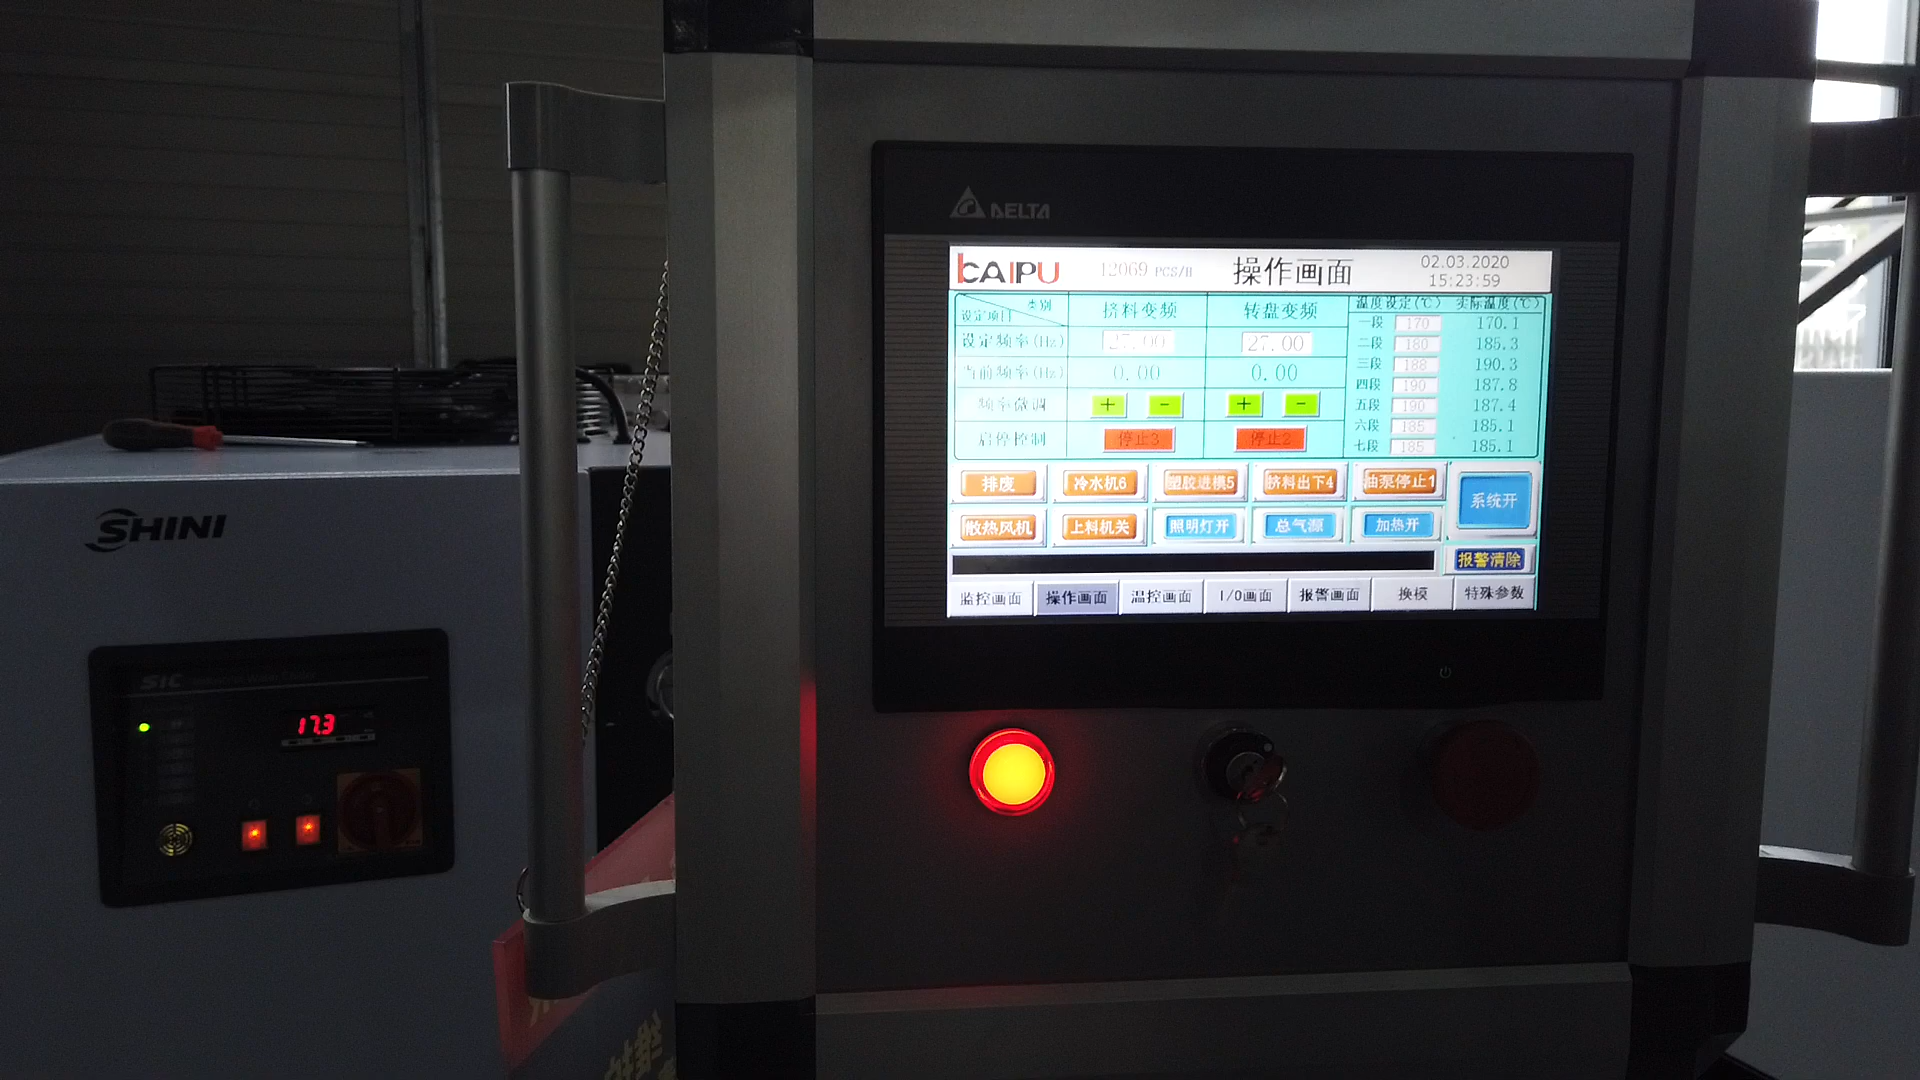 DELTA
CAIPU 12069 PCS/H 操作画面 02.03.2020
15:23:59
类别
设定项目 挤料变频 转盘变频 温度设定(℃) 实际温度(℃)
设定频率(Hz) 27.00 27.00
当前频率(Hz) 0.00 0.00
频率微调 + - + -
启停控制 停止3 停止2
一段 170 170.1
二段 180 185.3
三段 188 190.3
四段 190 187.8
五段 190 187.4
六段 185 185.1
七段 185 185.1
排废 冷水机6 塑胶进模5 挤料出下4 油泵停止1 系统开
散热风机 上料机关 照明灯开 总气源 加热开
报警清除
监控画面 操作画面 温控画面 I/O画面 报警画面 换模 特殊参数
SHINI
SIC
17.3